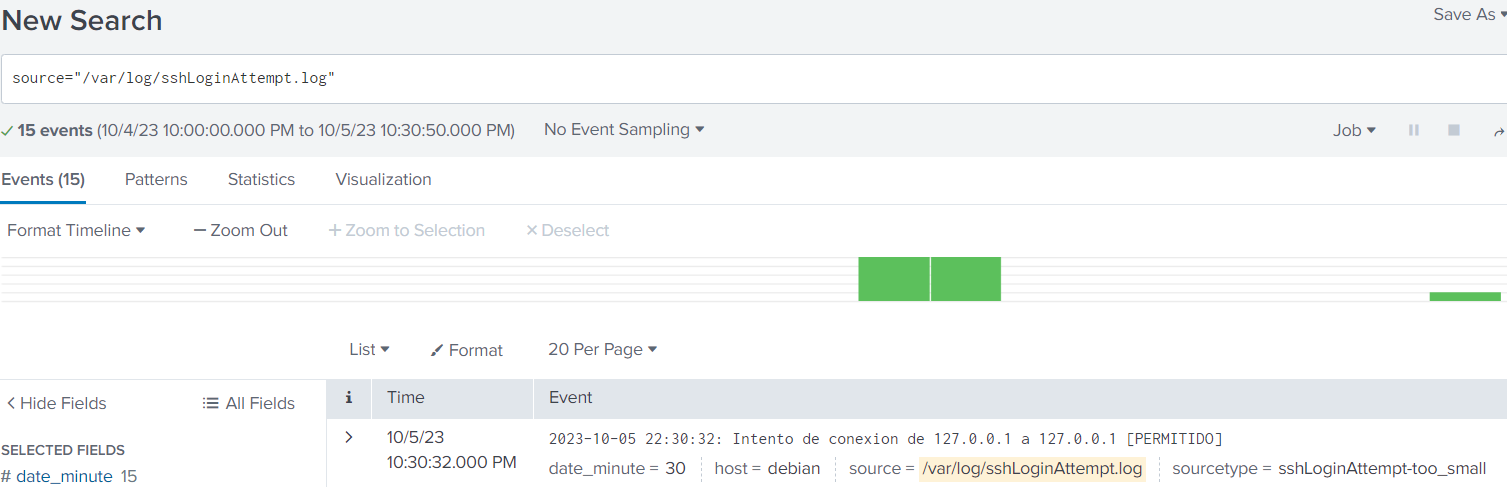 New Search
Save As
source="/var/log/sshLoginAttempt.log"
15 events (10/4/23 10:00:00.000 PM to 10/5/23 10:30:50.000 PM)
No Event Sampling
Job
Events (15)
Patterns
Statistics
Visualization
Format Timeline
Zoom Out
Zoom to Selection
Deselect
List
Format
20 Per Page
Hide Fields
All Fields
i
Time
Event
SELECTED FIELDS
# date_minute 15
10/5/23
10:30:32.000 PM
2023-10-05 22:30:32: Intento de conexion de 127.0.0.1 a 127.0.0.1 [PERMITIDO]
date_minute = 30
host = debian
source = /var/log/sshLoginAttempt.log
sourcetype = sshLoginAttempt-too_small